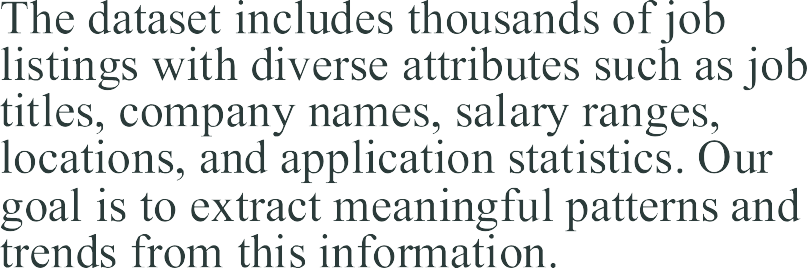 The dataset includes thousands of job
listings with diverse attributes such as job
titles, company names, salary ranges,
locations, and application statistics. Our
goal is to extract meaningful patterns and
trends from this information.